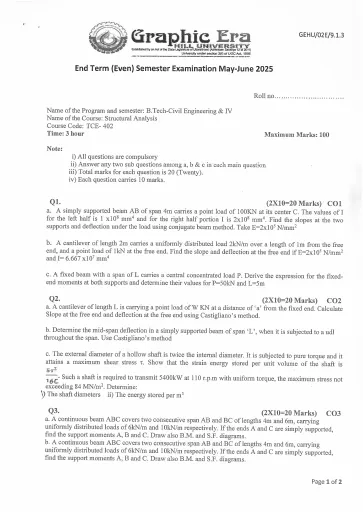 GEHU/02E/9.1.3
Graphic Era
HILL UNIVERSITY
End Term (Even) Semester Examination May-June 2025
Roll no..............................
Name of the Program and semester: B.Tech-Civil Engineering & IV
Name of the Course: Structural Analysis
Course Code: TCE- 402
Time: 3 hour Maximum Marks: 100
Note:
i) All questions are compulsory
ii) Answer any two sub questions among a, b & c in each main question
iii) Total marks for each question is 20 (Twenty).
iv) Each question carries 10 marks.
Q1. (2X10=20 Marks) CO1
a. A simply supported beam AB of span 4m carries a point load of 100KN at its center C. The values of I
for the left half is 1 x10⁸ mm⁴ and for the right half portion I is 2x10⁸ mm⁴. Find the slopes at the two
supports and deflection under the load using conjugate beam method. Take E=2x10⁵ N/mm²
b. A cantilever of length 2m carries a uniformly distributed load 2kN/m over a length of 1m from the free
end, and a point load of 1kN at the free end. Find the slope and deflection at the free end if E=2x10⁵ N/mm²
and I= 6.667 x10⁷ mm⁴
c. A fixed beam with a span of L carries a central concentrated load P. Derive the expression for the fixed-
end moments at both supports and determine their values for P=50kN and L=5m
Q2. (2X10=20 Marks) CO2
a. A cantilever of length L is carrying a point load of W KN at a distance of 'a' from the fixed end. Calculate
Slope at the free end and deflection at the free end using Castigliano's method.
b. Determine the mid-span deflection in a simply supported beam of span 'L', when it is subjected to a udl
throughout the span. Use Castigliano's method
c. The external diameter of a hollow shaft is twice the internal diameter. It is subjected to pure torque and it
attains a maximum shear stress τ. Show that the strain energy stored per unit volume of the shaft is
5τ²
16C
. Such a shaft is required to transmit 5400kW at 110 r.p.m with uniform torque, the maximum stress not
exceeding 84 MN/m². Determine:
i) The shaft diameters ii) The energy stored per m³
Q3. (2X10=20 Marks) CO3
a. A continuous beam ABC covers two consecutive span AB and BC of lengths 4m and 6m, carrying
uniformly distributed loads of 6kN/m and 10kN/m respectively. If the ends A and C are simply supported,
find the support moments A, B and C. Draw also B.M. and S.F. diagrams.
b. A continuous beam ABC covers two consecutive span AB and BC of lengths 4m and 6m, carrying
uniformly distributed loads of 6kN/m and 10kN/m respectively. If the ends A and C are simply supported,
find the support moments A, B and C. Draw also B.M. and S.F. diagrams.
Page 1 of 2